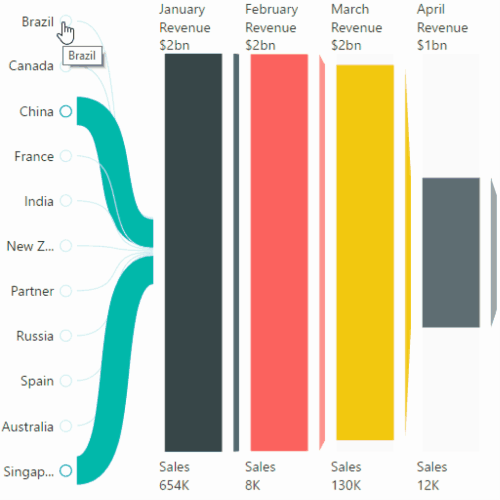 January
Revenue
$2bn
February
Revenue
$2bn
March
Revenue
$2bn
April
Revenue
$1bn
Brazil
Brazil
Canada
China
France
India
New Z...
Partner
Russia
Spain
Australia
Singap...
Sales
654K
Sales
8K
Sales
130K
Sales
12K